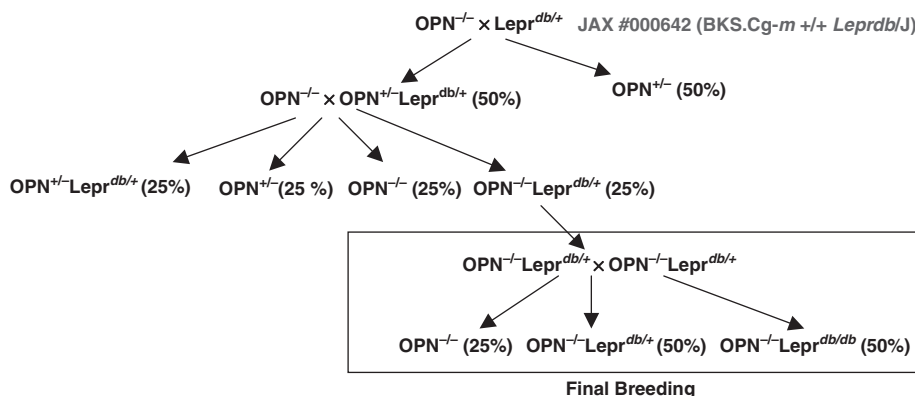 OPN–/– × Leprdb/+ JAX #000642 (BKS.Cg-m +/+ Leprdb/J)
OPN–/– × OPN+/–Leprdb/+ (50%) OPN+/– (50%)
OPN+/–Leprdb/+ (25%) OPN+/– (25 %) OPN–/– (25%) OPN–/–Leprdb/+ (25%)
OPN–/–Leprdb/+ × OPN–/–Leprdb/+
OPN–/– (25%) OPN–/–Leprdb/+ (50%) OPN–/–Leprdb/db (50%)
Final Breeding